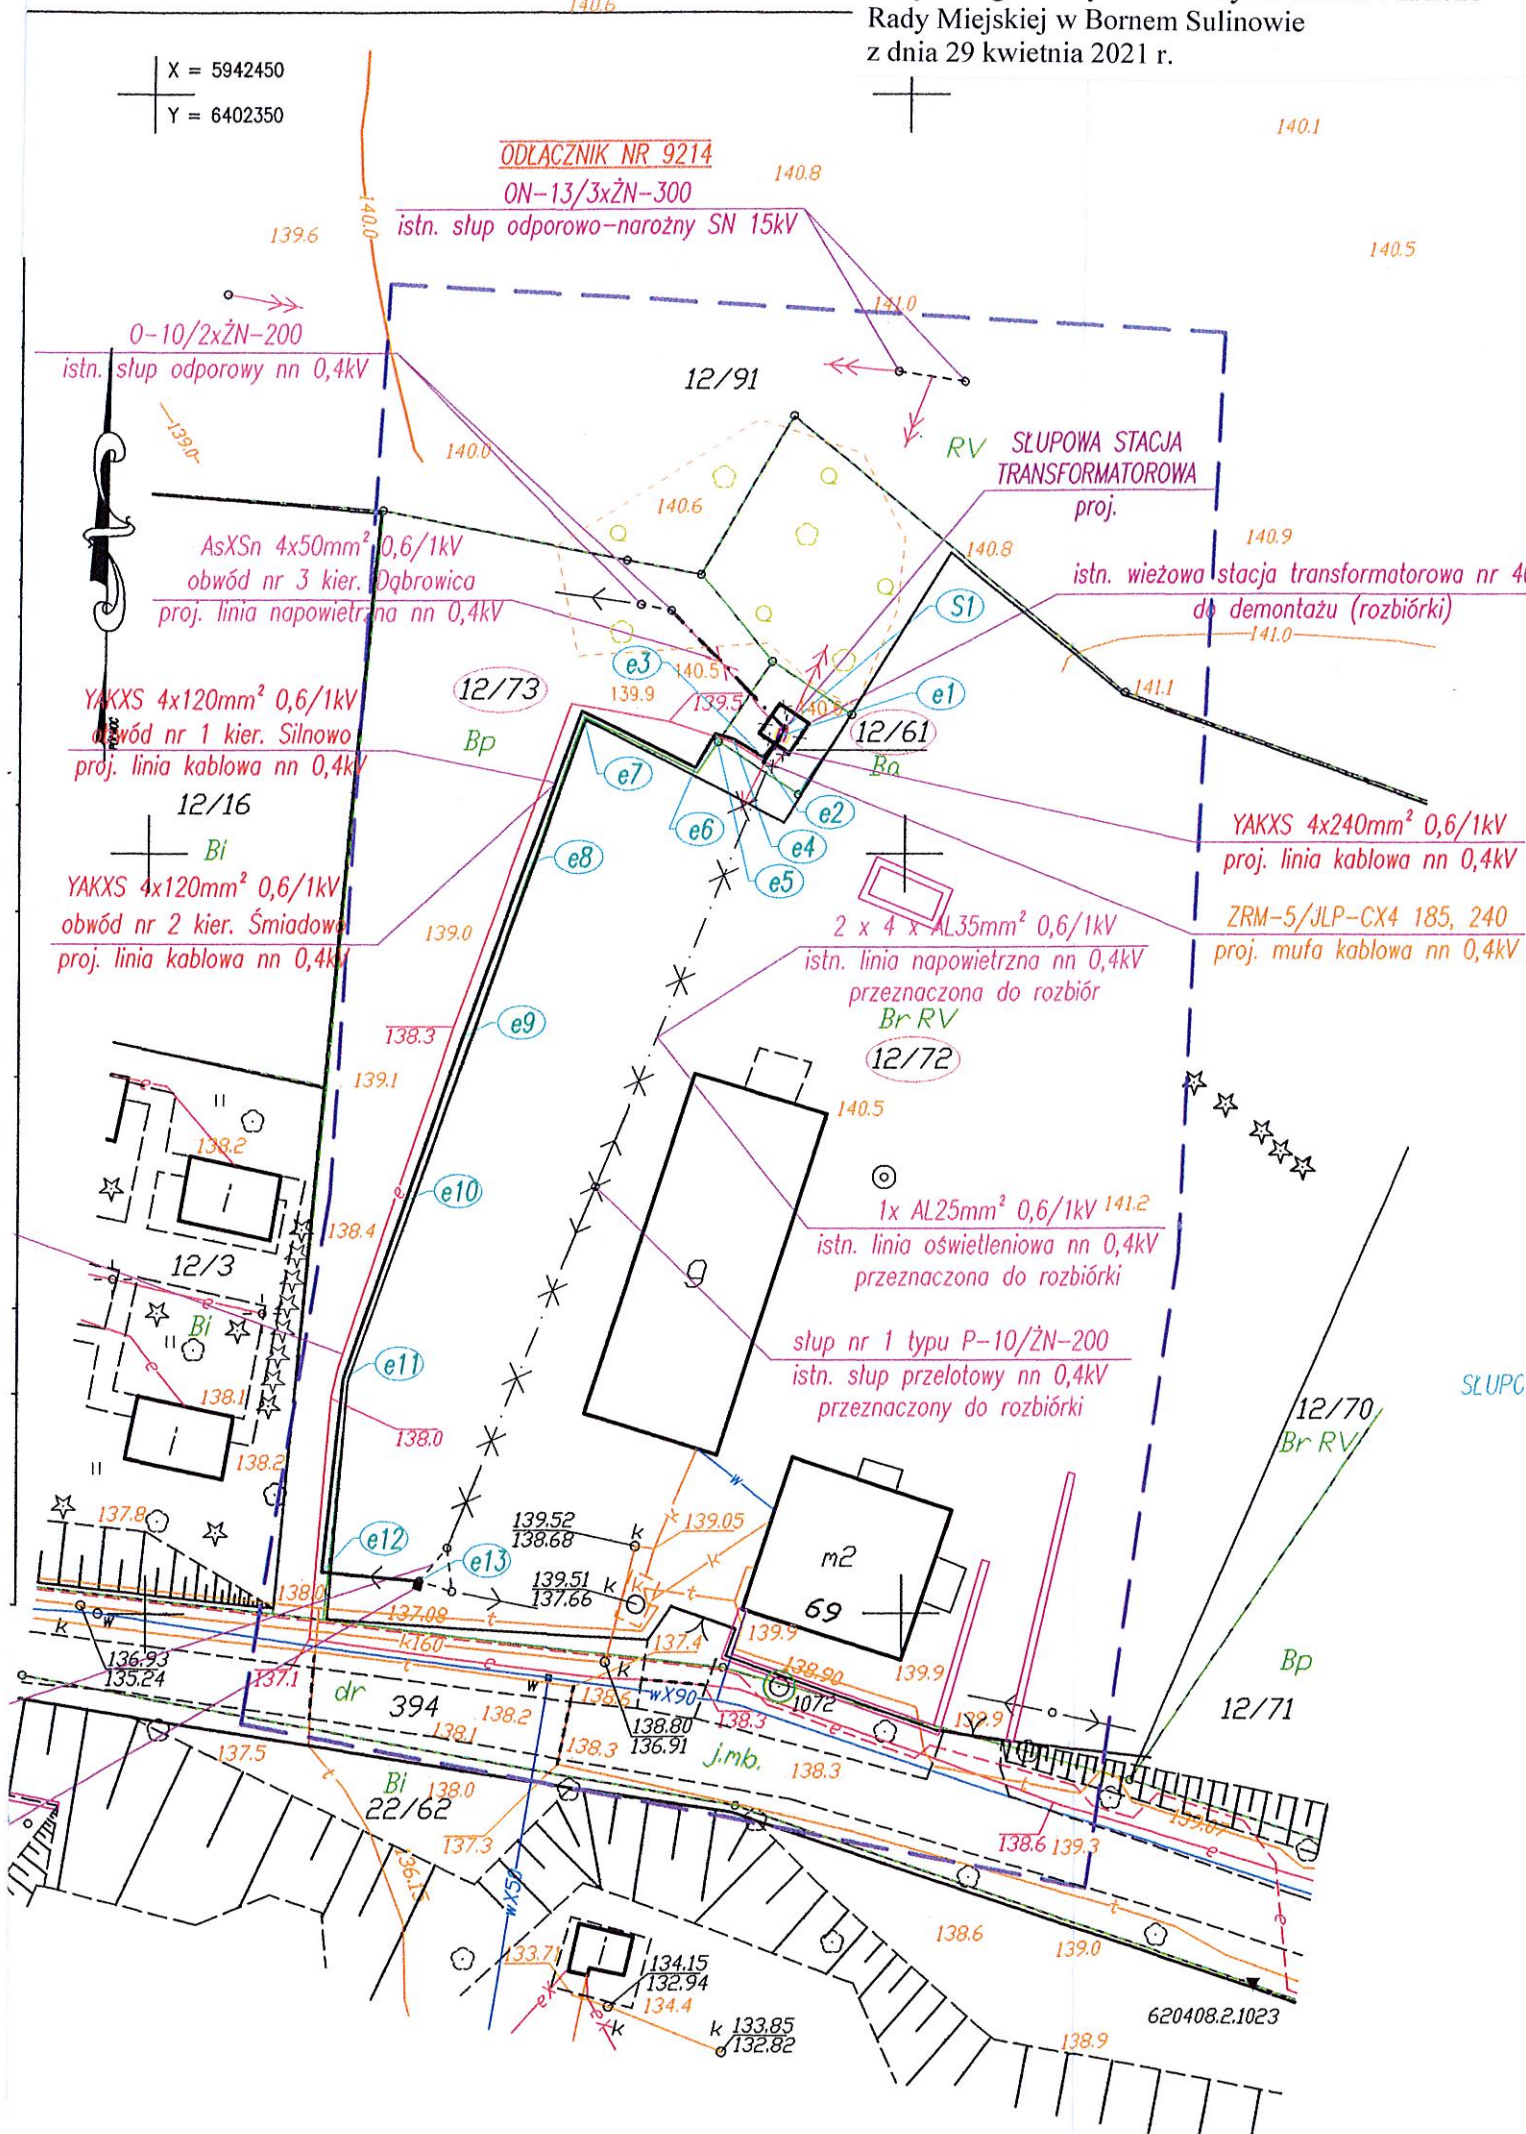 140.6
Rady Miejskiej w Bornem Sulinowie
z dnia 29 kwietnia 2021 r.
X = 5942450
Y = 6402350
140.1
ODŁĄCZNIK NR 9214
140.8
ON-13/3xŻN-300
istn. słup odporowo-narożny SN 15kV
140.0
139.6
140.5
141.0
O-10/2xŻN-200
istn. słup odporowy nn 0,4kV
12/91
139.0
140.0
RV
SŁUPOWA STACJA
TRANSFORMATOROWA
proj.
140.6
140.9
140.8
AsXSn 4x50mm² 0,6/1kV
obwód nr 3 kier. Dąbrowica
proj. linia napowietrzna nn 0,4kV
istn. wieżowa stacja transformatorowa nr 4
do demontażu (rozbiórki)
S1
141.0
e3
140.5
12/73
139.9
139.5
e1
141.1
YAKXS 4x120mm² 0,6/1kV
obwód nr 1 kier. Silnowo
proj. linia kablowa nn 0,4kV
PÓŁNOC
Bp
12/61
e7
12/16
e2
e6
e4
YAKXS 4x240mm² 0,6/1kV
proj. linia kablowa nn 0,4kV
Bi
e8
e5
YAKXS 4x120mm² 0,6/1kV
obwód nr 2 kier. Śmiadowo
proj. linia kablowa nn 0,4kV
139.0
2 x 4 x AL35mm² 0,6/1kV
istn. linia napowietrzna nn 0,4kV
przeznaczona do rozbiór
ZRM-5/JLP-CX4 185, 240
proj. mufa kablowa nn 0,4kV
Br RV
e9
138.3
12/72
139.1
e
140.5
138.2
i
e10
e
138.4
1x AL25mm² 0,6/1kV 141.2
istn. linia oświetleniowa nn 0,4kV
przeznaczona do rozbiórki
12/3
g
e
Bi
słup nr 1 typu P-10/ŻN-200
istn. słup przelotowy nn 0,4kV
przeznaczony do rozbiórki
e
e11
138.1
SŁUPO
12/70
Br RV
138.0
i
138.2
w
137.8
139.52
138.68
k
139.05
k
e12
e13
m2
139.51
137.66
k
69
138.0
137.08
t
k160
137.4
139.9
w
k
136.93
135.24
137.1
dr
394
138.2
138.1
e
w
k
138.6
wX90
138.90
139.9
1072
Bp
12/71
138.80
136.91
138.3
139.9
137.5
138.3
j.mb.
138.3
Bi
138.0
22/62
t
137.3
138.6
139.3
139.07
e
136.15
wX50
138.6
139.0
133.71
i
134.15
132.94
134.4
k
k
133.85
132.82
620408.2.1023
138.9